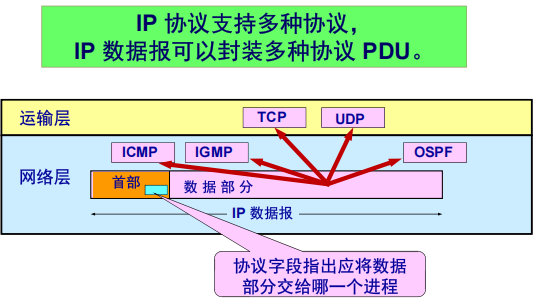 IP 协议支持多种协议，
IP 数据报可以封装多种协议 PDU。
运输层
TCP
UDP
ICMP
IGMP
OSPF
网络层
首部
数据部分
IP 数据报
协议字段指出应将数据
部分交给哪一个进程